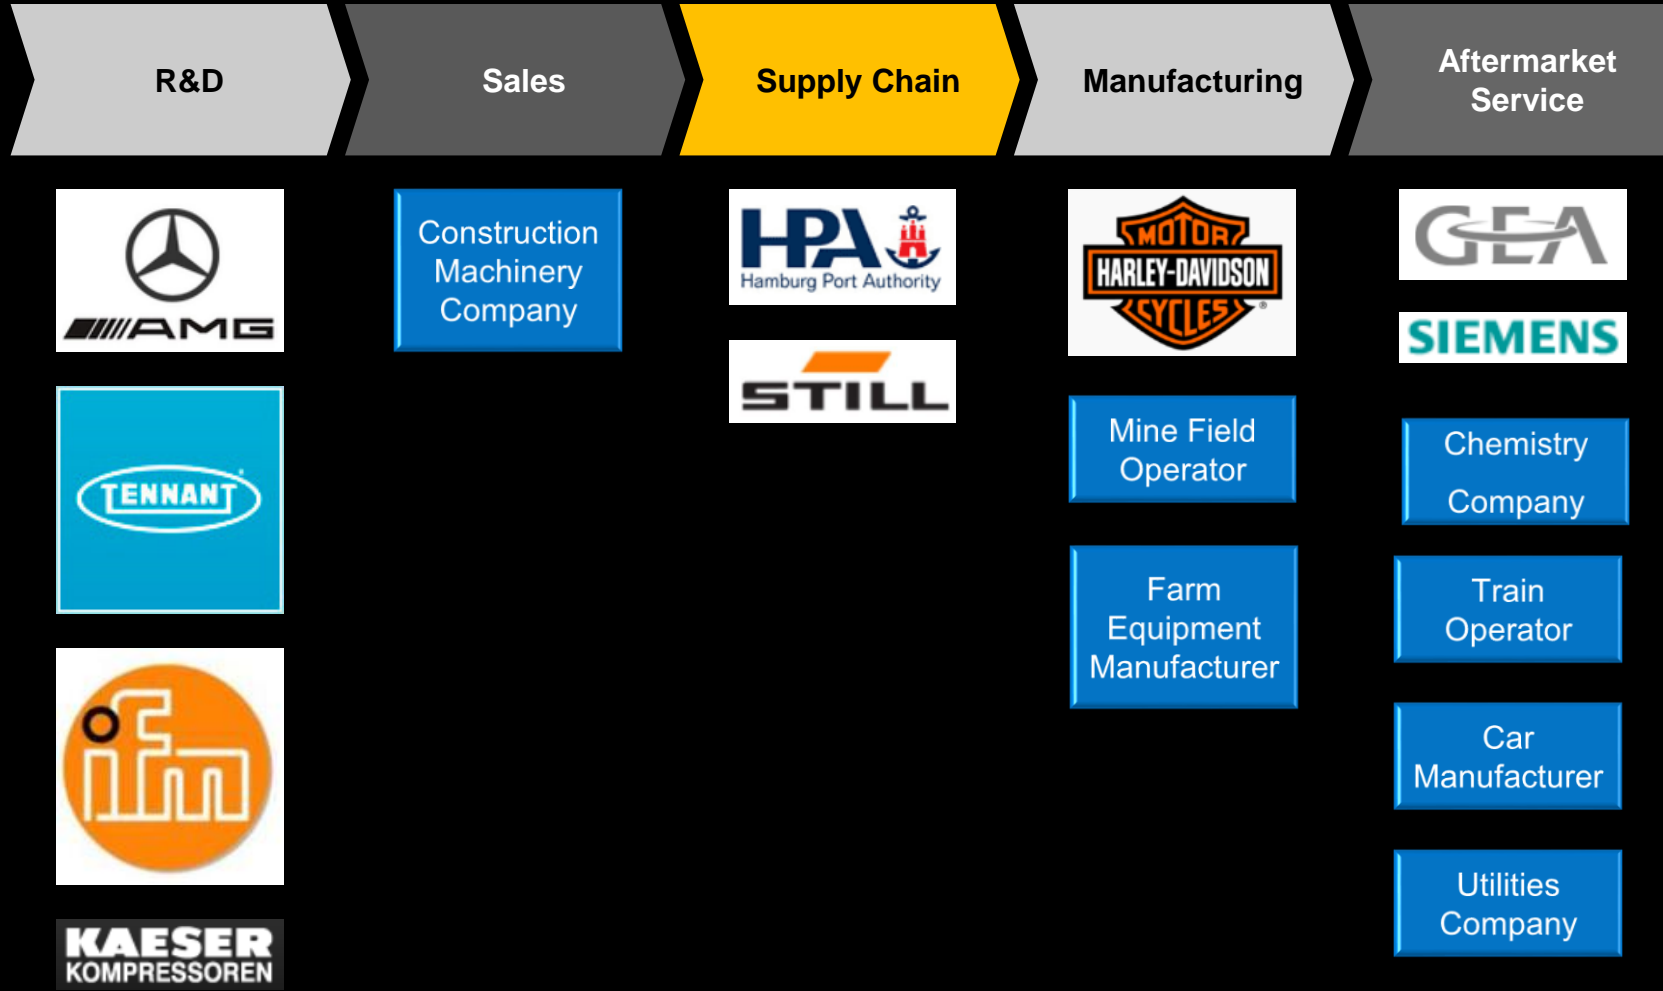 R&D
Sales
Supply Chain
Manufacturing
Aftermarket
Service
AMG
TENNANT
ifm
KAESER
KOMPRESSOREN
Construction
Machinery
Company
HPA
Hamburg Port Authority
STILL
MOTOR
HARLEY-DAVIDSON
CYCLES
®
Mine Field
Operator
Farm
Equipment
Manufacturer
GEA
SIEMENS
Chemistry
Company
Train
Operator
Car
Manufacturer
Utilities
Company